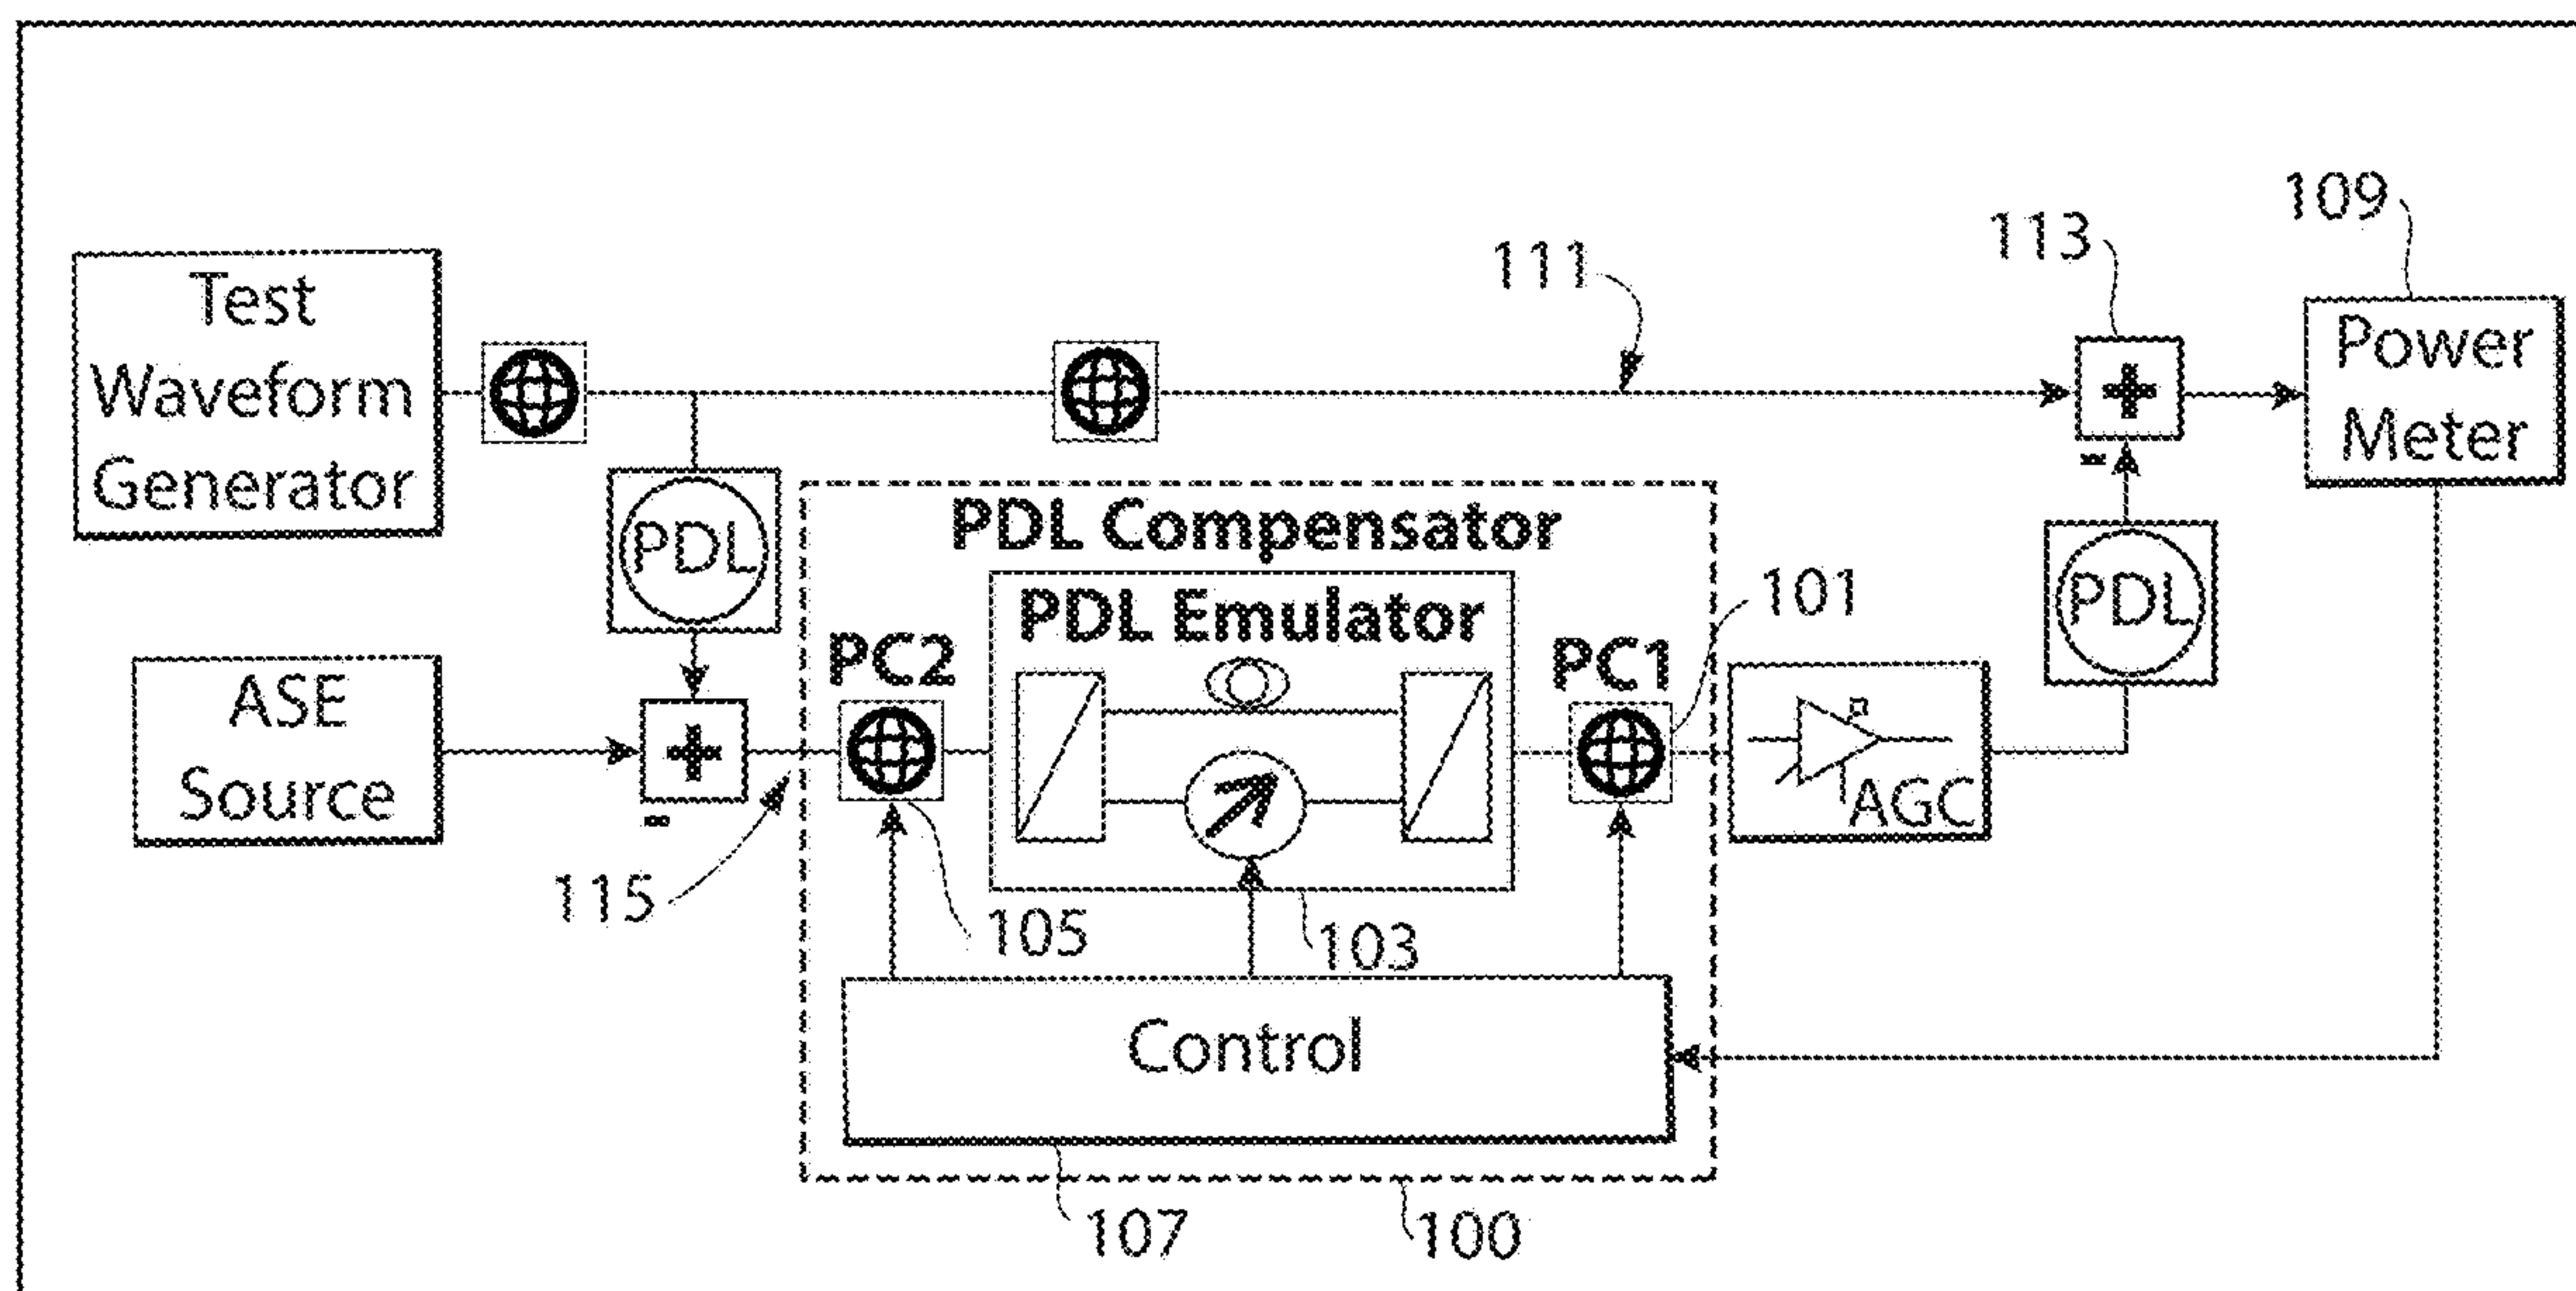 109
113
111
Test
Waveform
Generator
+
Power
Meter
-
PDL
PDL Compensator
PDL Emulator
101
PDL
PC2
PC1
ASE
Source
+
-
AGC
115
105
103
Control
107
100